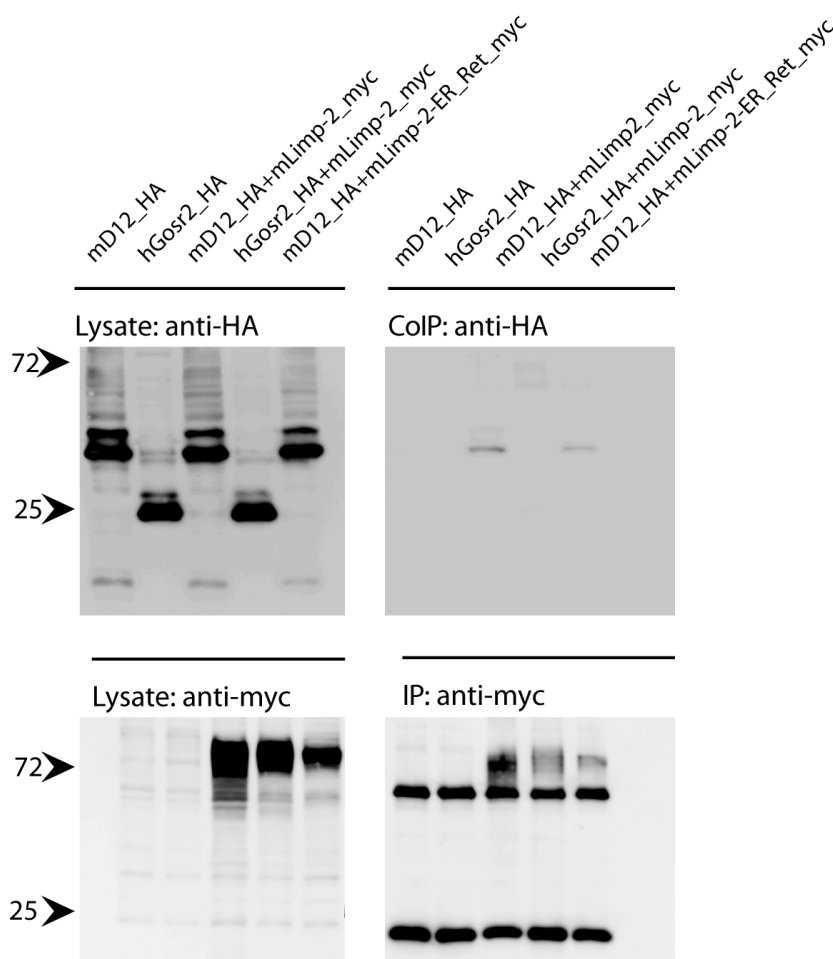 mD12_HA
hGosr2_HA
mD12_HA+mLimp-2_myc
hGosr2_HA+mLimp-2_myc
mD12_HA+mLimp-2-ER_Ret_myc
mD12_HA
hGosr2_HA
mD12_HA+mLimp2_myc
hGosr2_HA+mLimp-2_myc
mD12_HA+mLimp-2-ER_Ret_myc
Lysate: anti-HA
CoIP: anti-HA
72
25
Lysate: anti-myc
IP: anti-myc
72
25